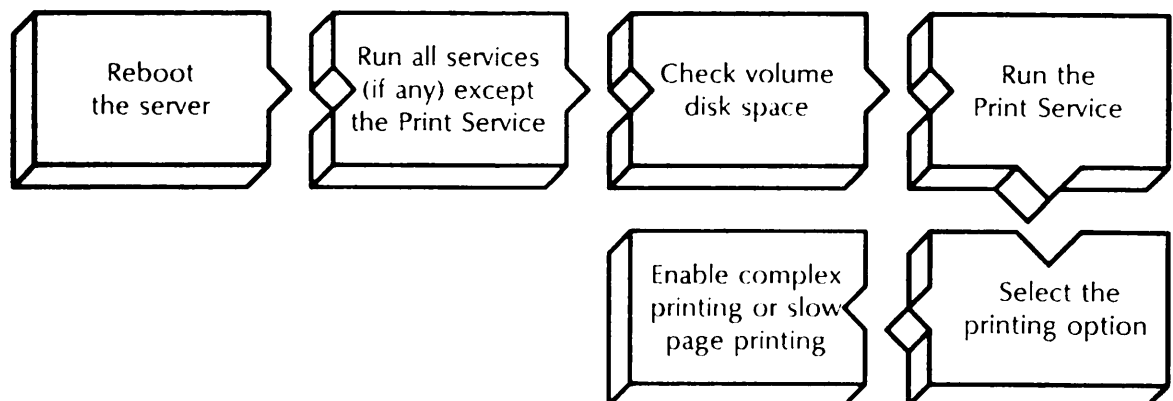 Reboot
the server
Run all services
(if any) except
the Print Service
Check volume
disk space
Run the
Print Service
Select the
printing option
Enable complex
printing or slow
page printing